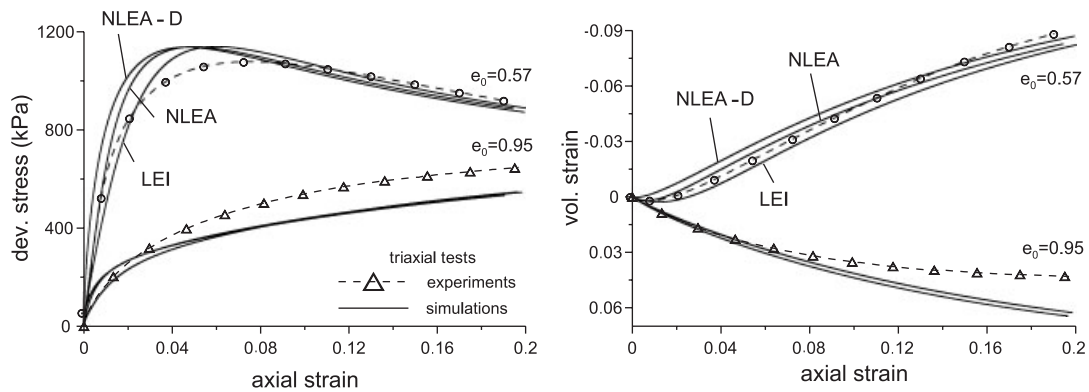 NLEA-D
1200
800
400
0
dev. stress (kPa)
NLEA
LEI
e0=0.57
e0=0.95
triaxial tests
experiments
simulations
0 0.04 0.08 0.12 0.16 0.2
axial strain
-0.09
-0.06
-0.03
0
0.03
0.06
vol. strain
NLEA-D
NLEA
LEI
e0=0.57
e0=0.95
0 0.04 0.08 0.12 0.16 0.2
axial strain